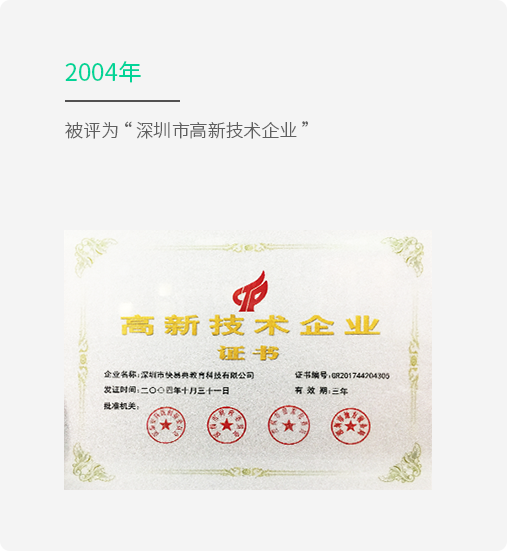 2004年
被评为 “ 深圳市高新技术企业 ”
高新技术企业
证书
企业名称:深圳市快易典教育科技有限公司 证书编号:GR201744204305
发证时间:二〇〇四年十月三十一日 有 效 期:三年
批准机关: